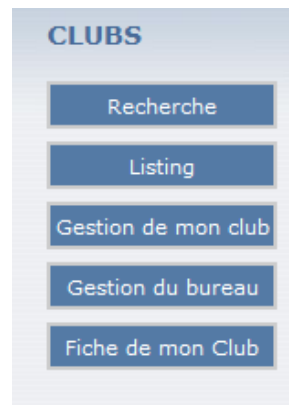 CLUBS
Recherche
Listing
Gestion de mon club
Gestion du bureau
Fiche de mon Club